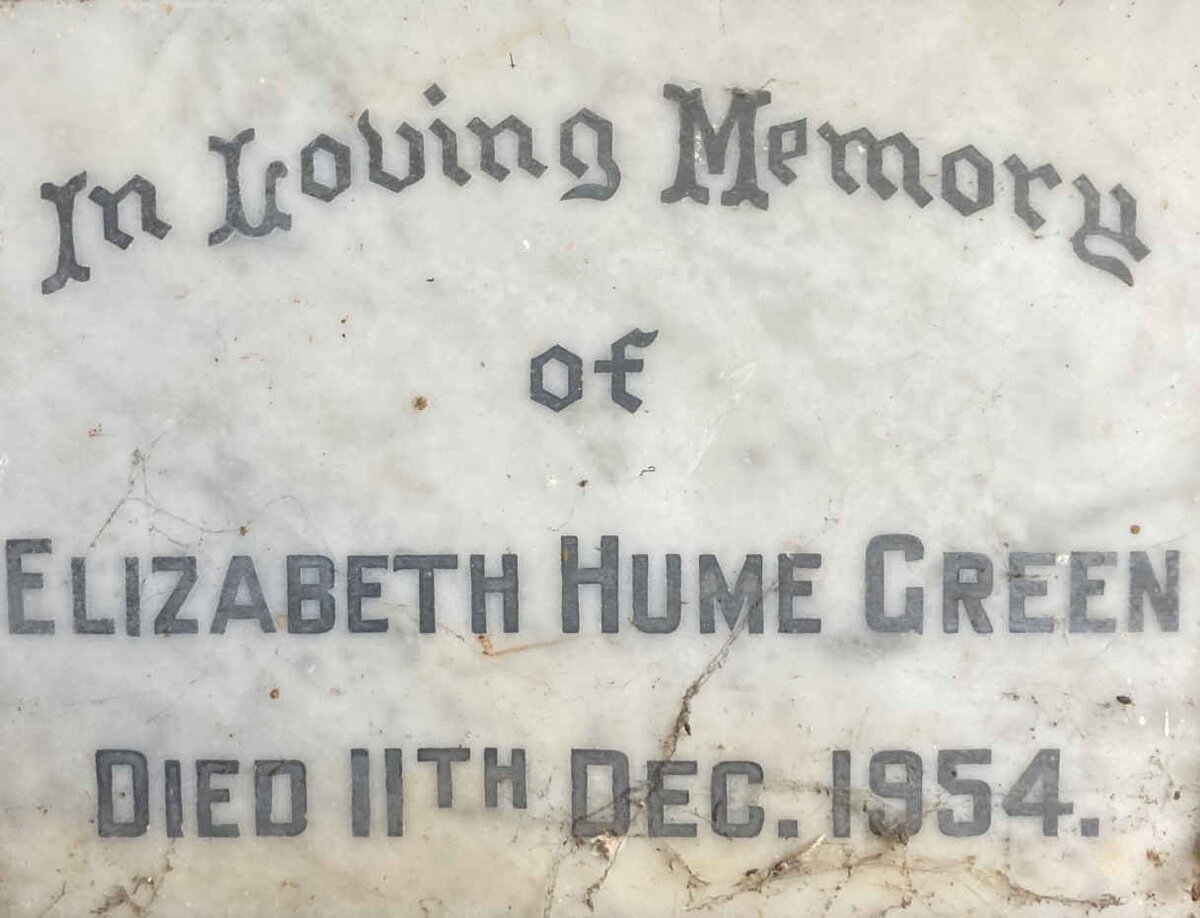 In Loving Memory
of
ELIZABETH HUME GREEN
DIED 11TH DEC. 1954.